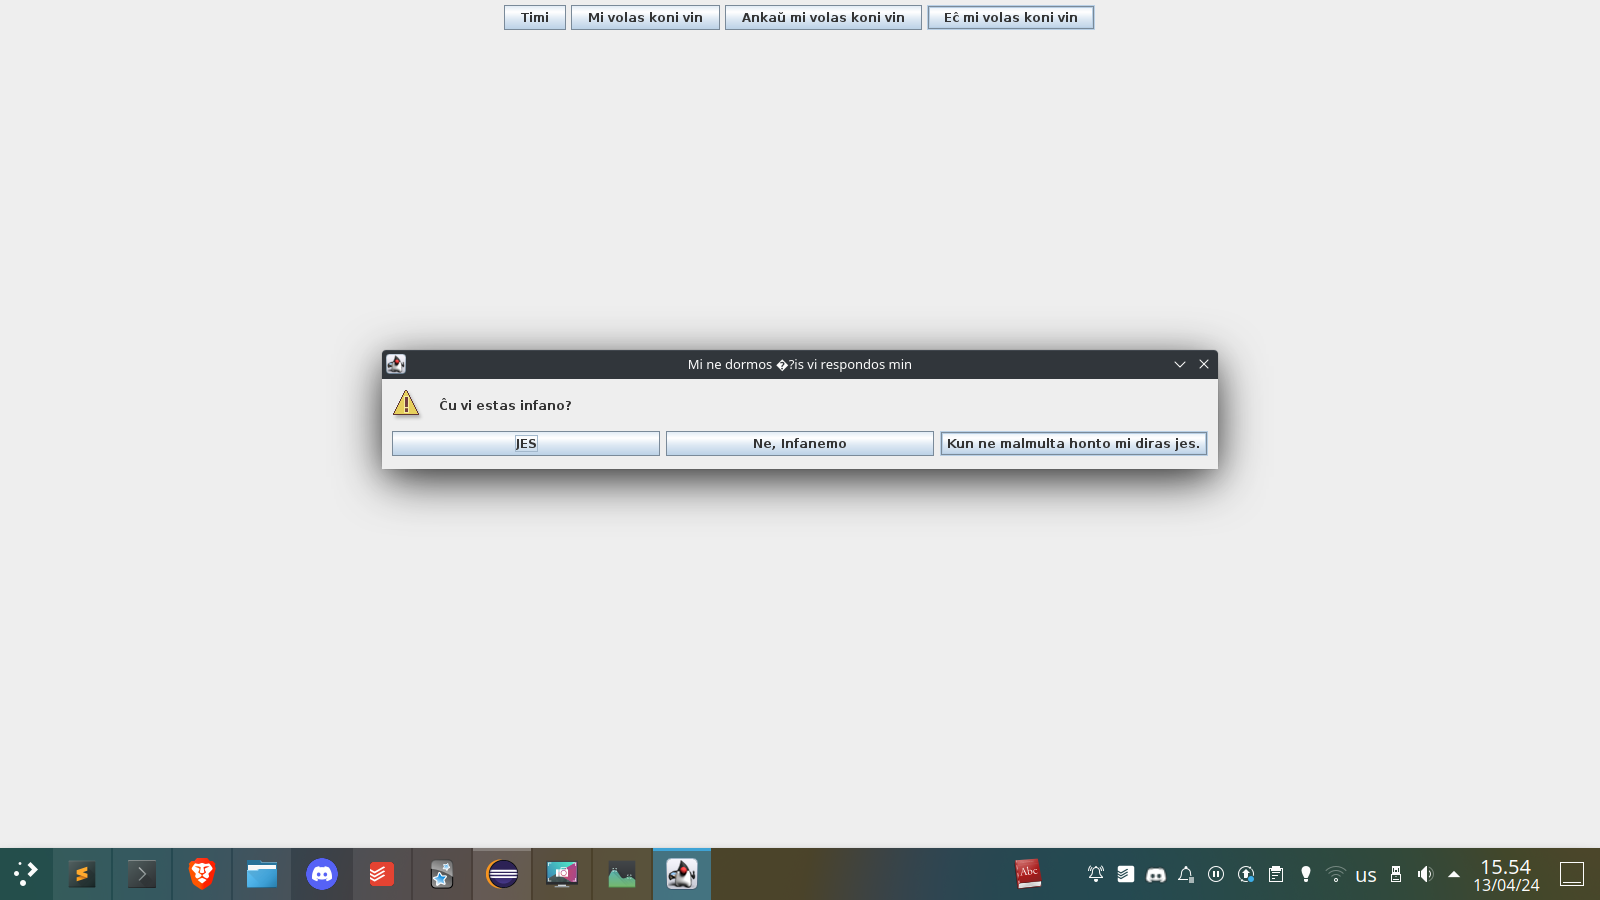 Timi
Mi volas koni vin
Ankaŭ mi volas koni vin
Eĉ mi volas koni vin
Mi ne dormos �?is vi respondos min
Ĉu vi estas infano?
JES
Ne, Infanemo
Kun ne malmulta honto mi diras jes.
Abc
us
15.54
13/04/24